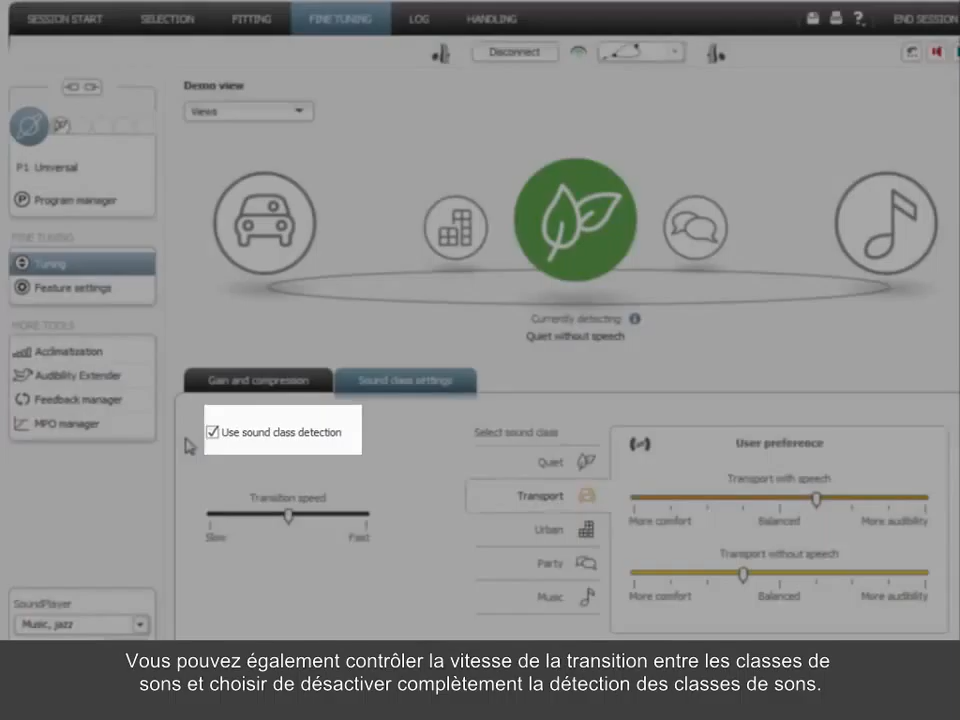 SESSION START SELECTION FITTING FINE TUNING LOG HANDLING END SESSION
Disconnect
Demo view
Views
P1 Universal
Program manager
FINE TUNING
Tuning
Feature settings
MORE TOOLS
Acclimatization
Audibility Extender
Feedback manager
MPO manager
Currently detecting
Quiet without speech
Gain and compression Sound class settings
Use sound class detection
Transition speed
Slow Fast
Select sound class
Quiet
Transport
Urban
Party
Music
User preference
Transport with speech
More comfort Balanced More audibility
Transport without speech
More comfort Balanced More audibility
SoundPlayer
Music, jazz
Vous pouvez également contrôler la vitesse de la transition entre les classes de
sons et choisir de désactiver complètement la détection des classes de sons.